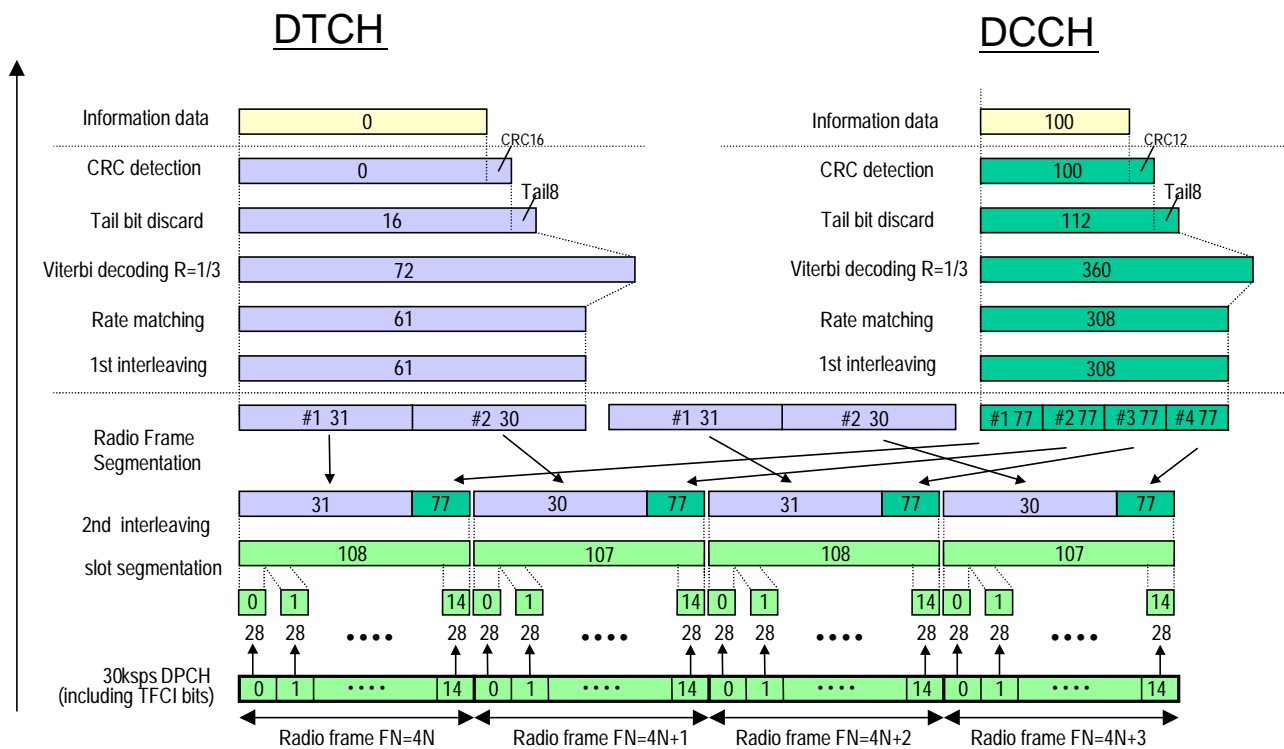 DTCH DCCH
Information data 0 Information data 100
CRC16 CRC12
CRC detection 0 CRC detection 100
Tail8 Tail8
Tail bit discard 16 Tail bit discard 112
Viterbi decoding R=1/3 72 Viterbi decoding R=1/3 360
Rate matching 61 Rate matching 308
1st interleaving 61 1st interleaving 308
#1 31 #2 30 #1 31 #2 30 #1 77 #2 77 #3 77 #4 77
Radio Frame
Segmentation
31 77 30 77 31 77 30 77
2nd interleaving
108 107 108 107
slot segmentation
0 1 14 0 1 14 0 1 14 0 1 14
28 28 •••• 28 28 28 •••• 28 28 28 •••• 28 28 28 •••• 28
30ksps DPCH
(including TFCI bits)
0 1 •••• 14 0 1 •••• 14 0 1 •••• 14 0 1 •••• 14
Radio frame FN=4N Radio frame FN=4N+1 Radio frame FN=4N+2 Radio frame FN=4N+3